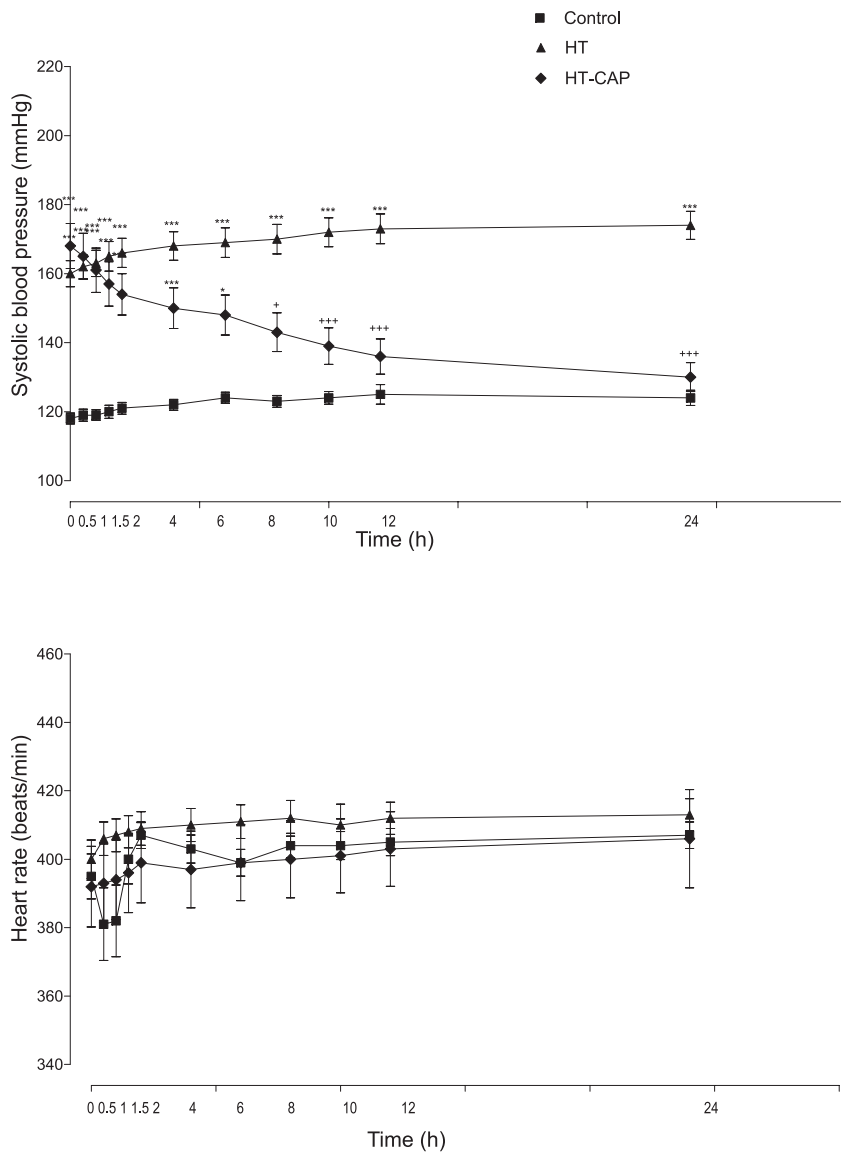 Control
HT
HT-CAP
Systolic blood pressure (mmHg)
220
200
180
160
140
120
100
*** *** *** *** *** *** *** *** *** ***
*** *** *** ***
*** * + +++ +++ +++
0 0.5 1 1.5 2 4 6 8 10 12 24
Time (h)
Heart rate (beats/min)
460
440
420
400
380
360
340
0 0.5 1 1.5 2 4 6 8 10 12 24
Time (h)